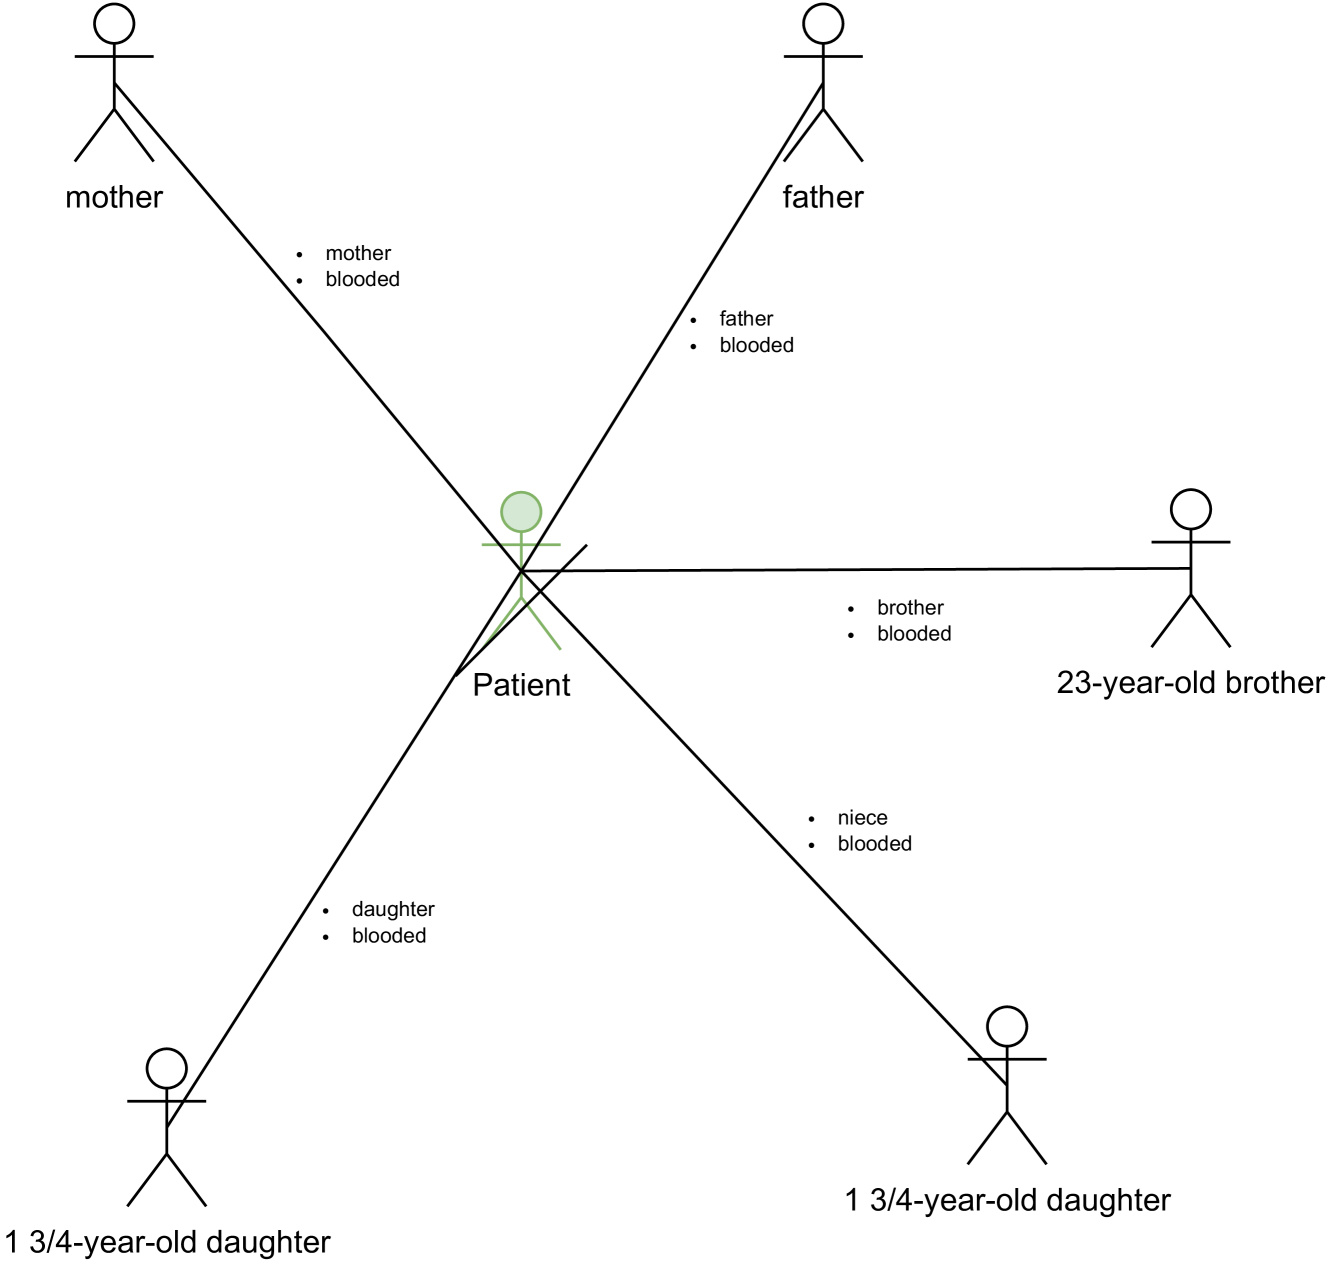 mother
father
• mother
• blooded
• father
• blooded
• brother
• blooded
23-year-old brother
Patient
• niece
• blooded
• daughter
• blooded
1 3/4-year-old daughter
1 3/4-year-old daughter